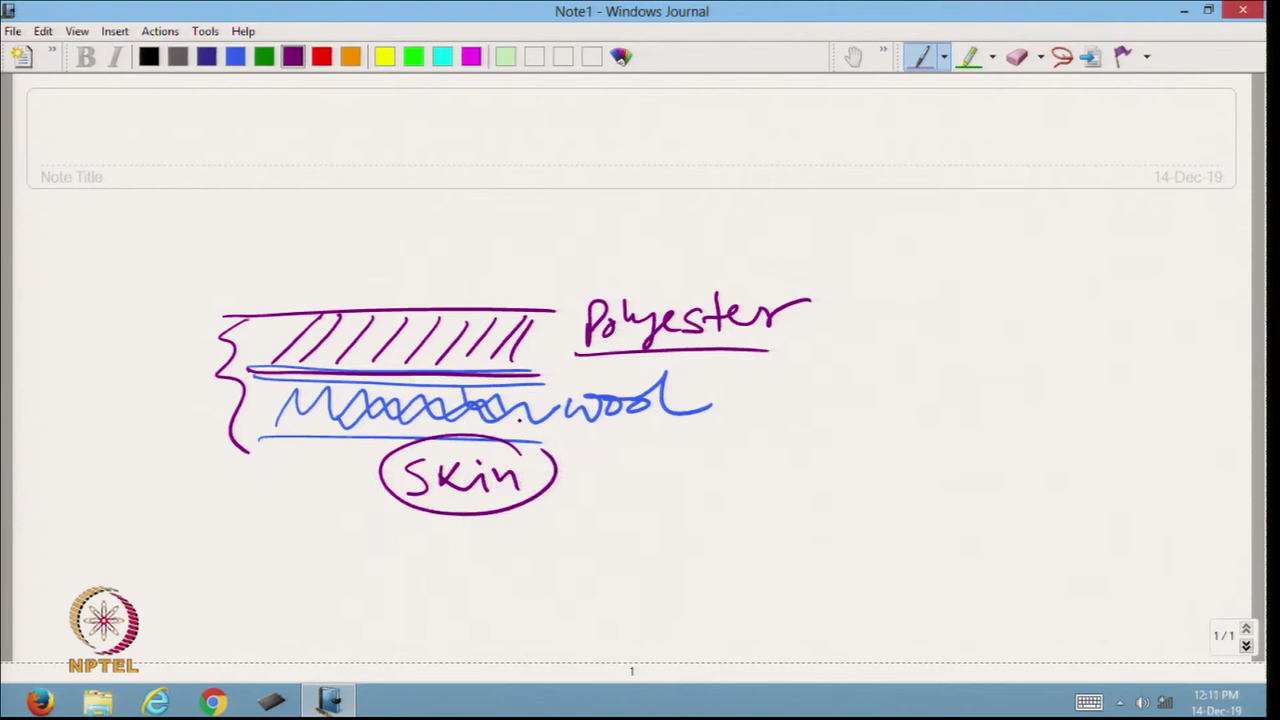 Note1 - Windows Journal
File Edit View Insert Actions Tools Help
B I
Note Title
14-Dec-19
Polyester
wool
skin
1 / 1
NPTEL
1
12:11 PM
14-Dec-19